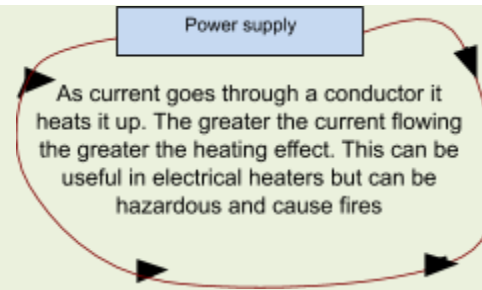 Power supply
As current goes through a conductor it
heats it up. The greater the current flowing
the greater the heating effect. This can be
useful in electrical heaters but can be
hazardous and cause fires